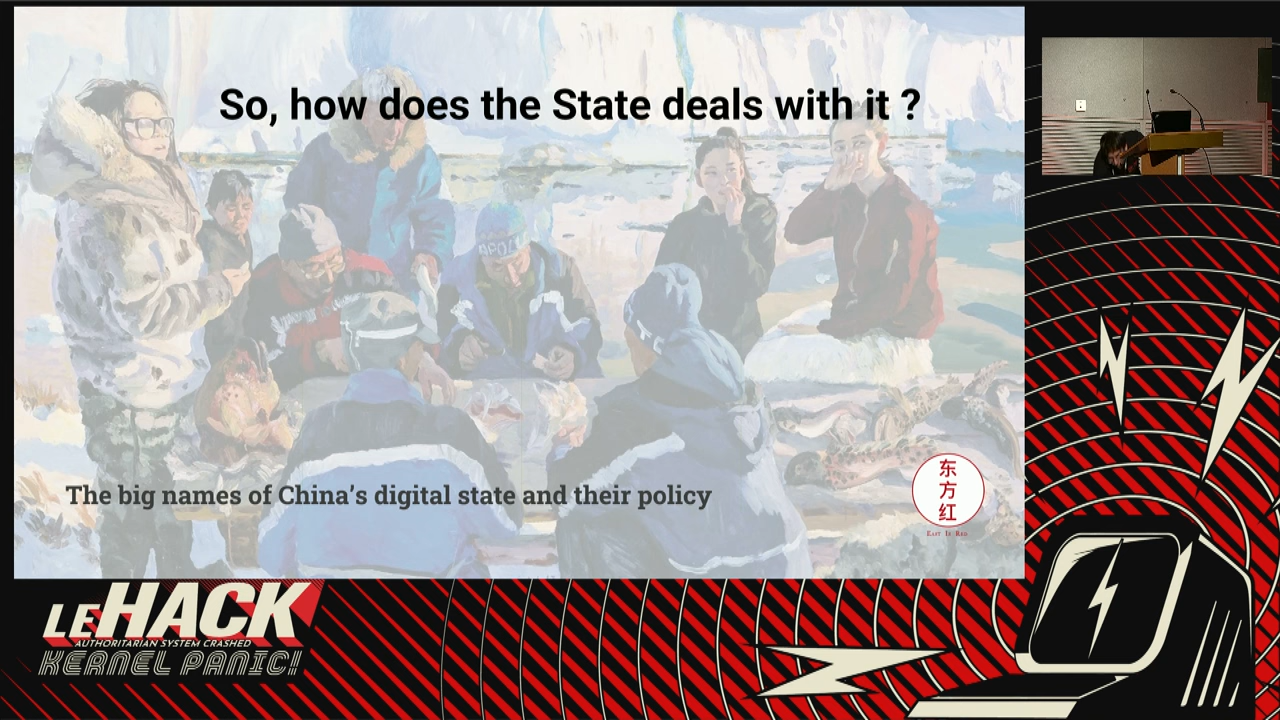 So, how does the State deals with it ?
The big names of China's digital state and their policy
东
方
红
East Is Red
LEHACK
AUTHORITARIAN SYSTEM CRASHED
KERNEL PANIC!